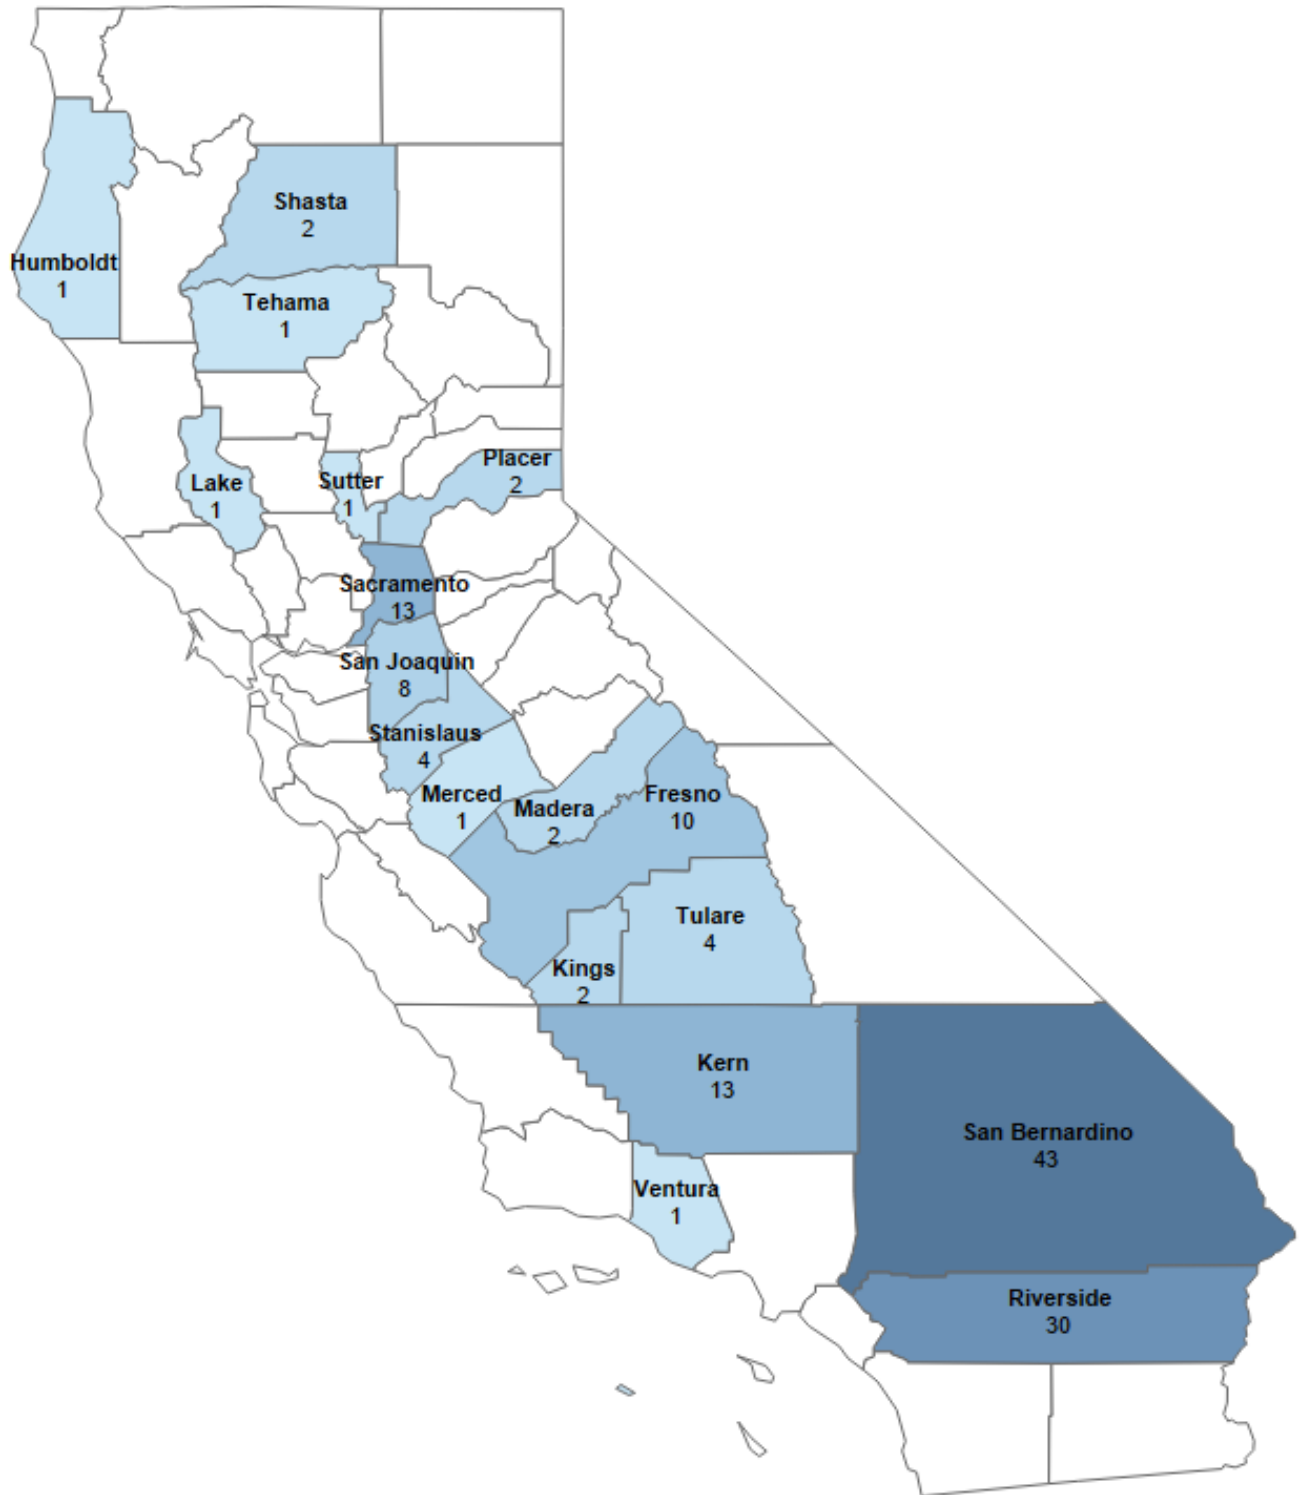 Shasta
2
Humboldt
1
Tehama
1
Placer
2
Lake
1
Sutter
1
Sacramento
13
San Joaquin
8
Stanislaus
4
Merced
1
Madera
2
Fresno
10
Tulare
4
Kings
2
Kern
13
San Bernardino
43
Ventura
1
Riverside
30